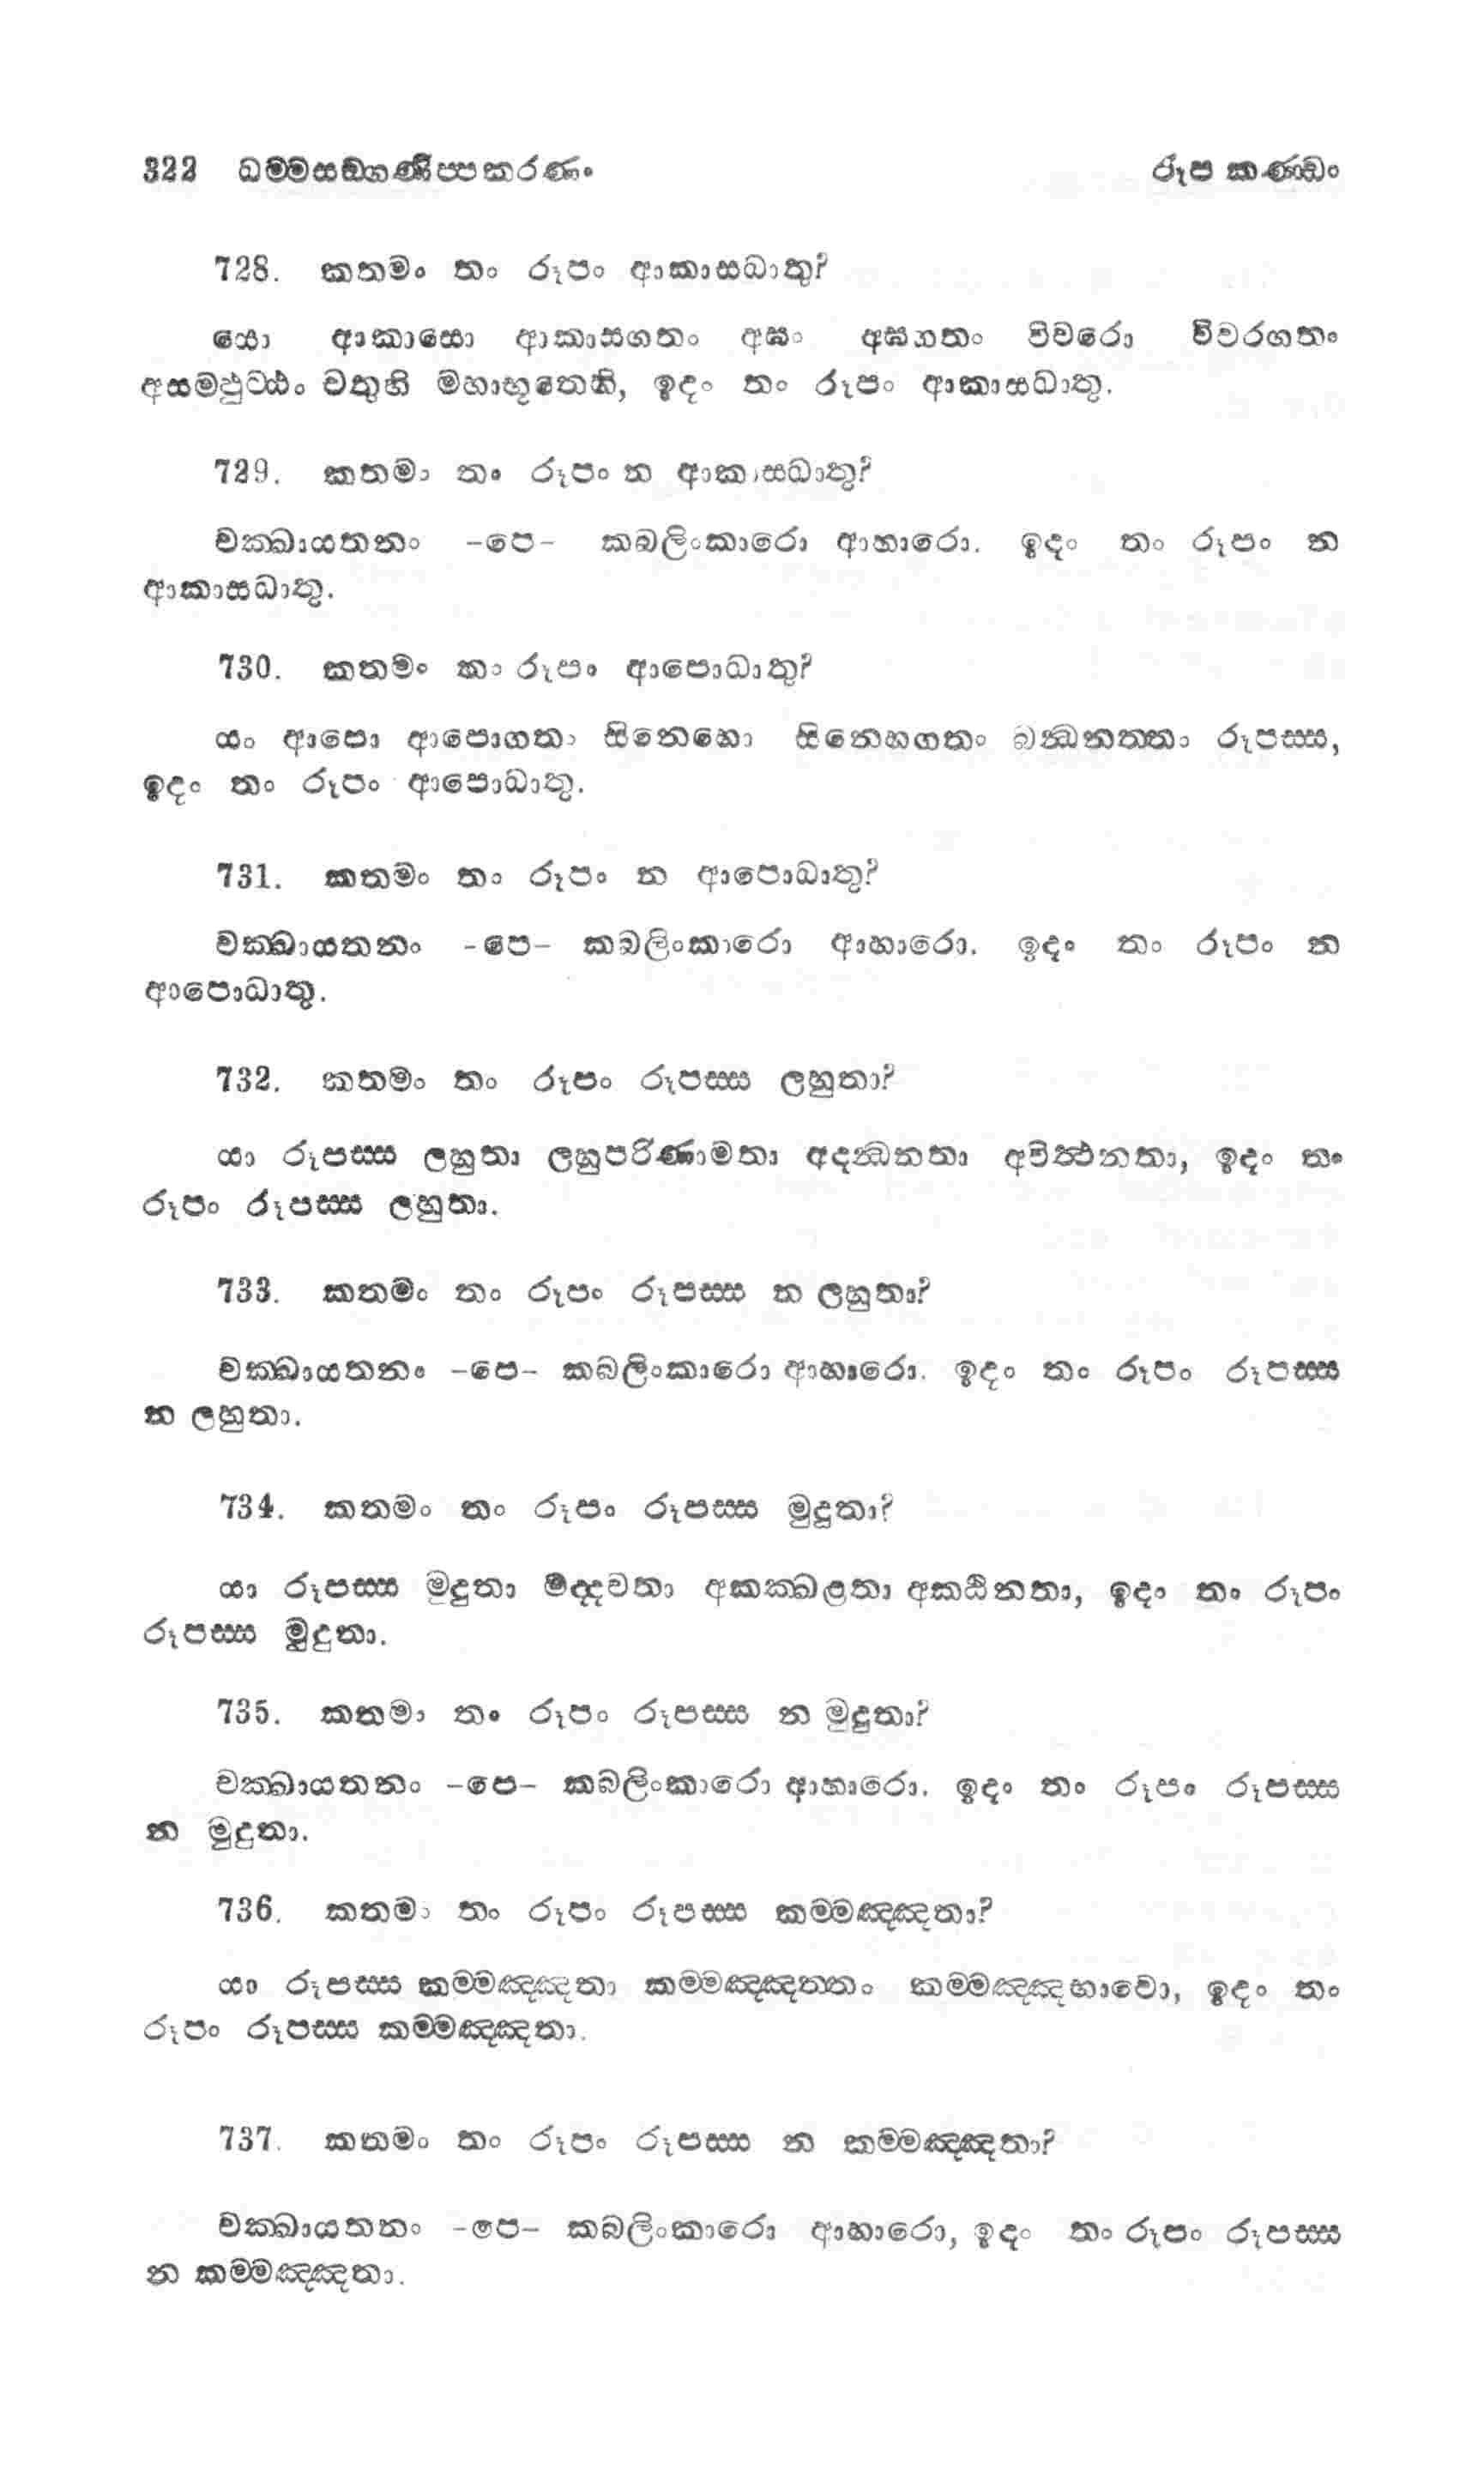 322 ධම්මසඞ්ගණිප්පකරණං රූප කණ්ඩං
728. කතමං තං රූපං ආකාසධාතු?
යො ආකාසො ආකාසගතං අඝං අඝගතං විවරො විවරගතං
අසම්ඵුට්ඨං චතුහි මහාභූතෙහි, ඉදං තං රූපං ආකාසධාතු.
729. කතමං තං රූපං න ආකාසධාතු?
චක්ඛායතනං -පෙ- කබලිංකාරො ආහාරො. ඉදං තං රූපං න
ආකාසධාතු.
730. කතමං තං රූපං ආපොධාතු?
යං ආපො ආපොගතං සිනෙහො සිනෙහගතං බන්ධනත්තං රූපස්ස,
ඉදං තං රූපං ආපොධාතු.
731. කතමං තං රූපං න ආපොධාතු?
චක්ඛායතනං -පෙ- කබලිංකාරො ආහාරො. ඉදං තං රූපං න
ආපොධාතු.
732. කතමං තං රූපං රූපස්ස ලහුතා?
යා රූපස්ස ලහුතා ලහුපරිණාමතා අදන්ධනතා අවිත්ථනතා, ඉදං තං
රූපං රූපස්ස ලහුතා.
733. කතමං තං රූපං රූපස්ස න ලහුතා?
චක්ඛායතනං -පෙ- කබලිංකාරො ආහාරො. ඉදං තං රූපං රූපස්ස
න ලහුතා.
734. කතමං තං රූපං රූපස්ස මුදුතා?
යා රූපස්ස මුදුතා මද්දවතා අකක්ඛළතා අකඨිනතා, ඉදං තං රූපං
රූපස්ස මුදුතා.
735. කතමං තං රූපං රූපස්ස න මුදුතා?
චක්ඛායතනං -පෙ- කබලිංකාරො ආහාරො. ඉදං තං රූපං රූපස්ස
න මුදුතා.
736. කතමං තං රූපං රූපස්ස කම්මඤ්ඤතා?
යා රූපස්ස කම්මඤ්ඤතා කම්මඤ්ඤත්තං කම්මඤ්ඤභාවො, ඉදං තං
රූපං රූපස්ස කම්මඤ්ඤතා.
737. කතමං තං රූපං රූපස්ස න කම්මඤ්ඤතා?
චක්ඛායතනං -පෙ- කබලිංකාරො ආහාරො, ඉදං තං රූපං රූපස්ස
න කම්මඤ්ඤතා.